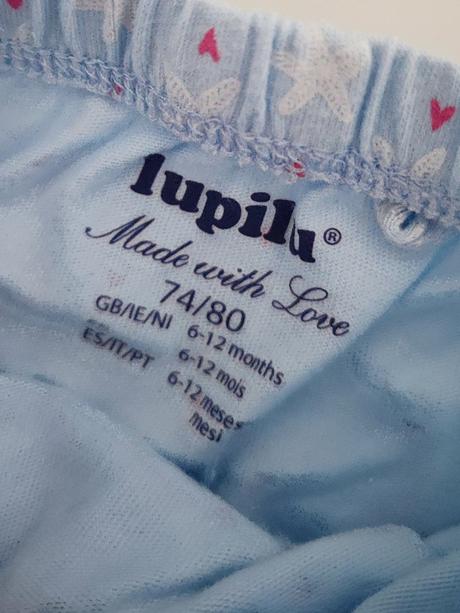 lupilu®
Made with Love
74/80
GB/IE/NI 6-12 months
6-12 mois
ES/IT/PT 6-12 meses
mesi